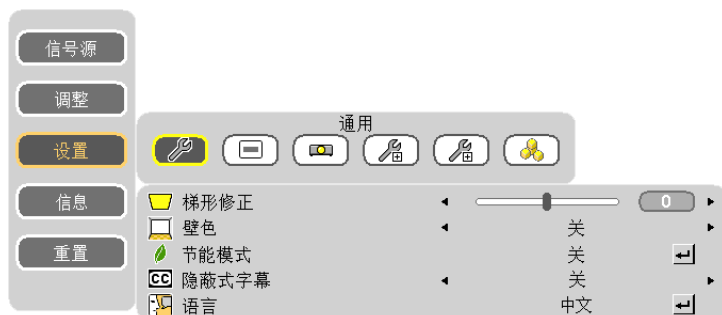 信号源
调整
设置
信息
重置
通用
梯形修正 0
壁色 关
节能模式 关
CC 隐蔽式字幕 关
语言 中文